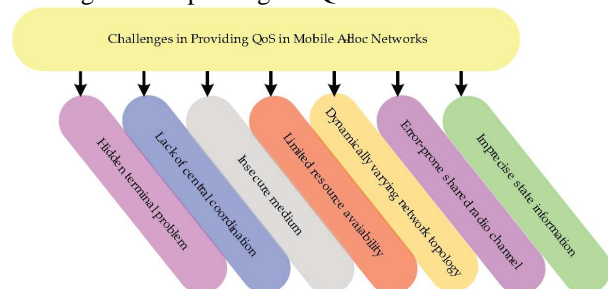 Challenges in Providing QoS in Mobile Adhoc Networks
Hidden terminal problem
Lack of central coordination
Insecure medium
Limited resource avaiability
Dynamically varying network topology
Error-prone shared radio channel
Imprecise state information